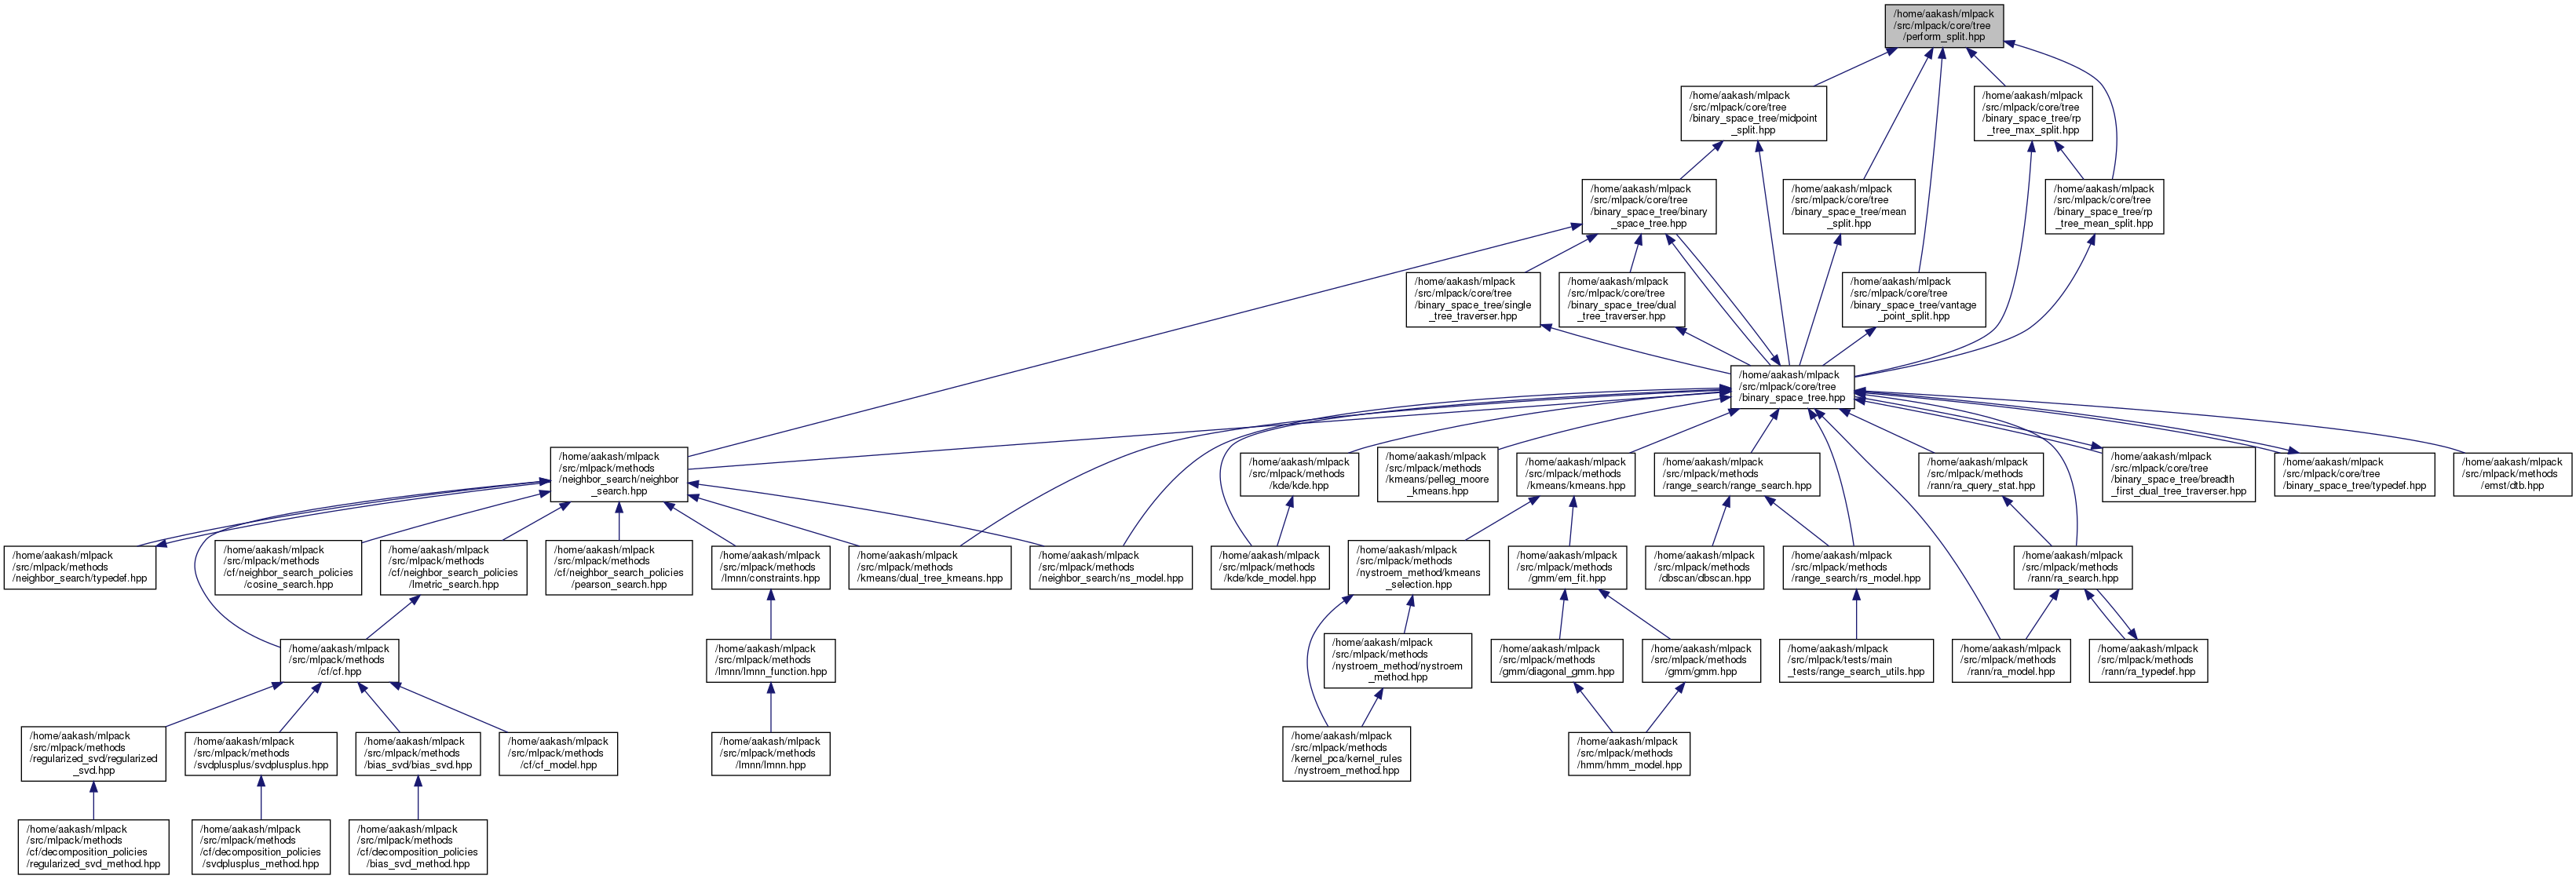 /home/aakash/mlpack
/src/mlpack/core/tree
/perform_split.hpp
/home/aakash/mlpack
/src/mlpack/core/tree
/binary_space_tree/midpoint
_split.hpp
/home/aakash/mlpack
/src/mlpack/core/tree
/binary_space_tree/rp
_tree_max_split.hpp
/home/aakash/mlpack
/src/mlpack/core/tree
/binary_space_tree/binary
_space_tree.hpp
/home/aakash/mlpack
/src/mlpack/core/tree
/binary_space_tree/mean
_split.hpp
/home/aakash/mlpack
/src/mlpack/core/tree
/binary_space_tree/rp
_tree_mean_split.hpp
/home/aakash/mlpack
/src/mlpack/core/tree
/binary_space_tree/single
_tree_traverser.hpp
/home/aakash/mlpack
/src/mlpack/core/tree
/binary_space_tree/dual
_tree_traverser.hpp
/home/aakash/mlpack
/src/mlpack/core/tree
/binary_space_tree/vantage
_point_split.hpp
/home/aakash/mlpack
/src/mlpack/core/tree
/binary_space_tree.hpp
/home/aakash/mlpack
/src/mlpack/methods
/neighbor_search/neighbor
_search.hpp
/home/aakash/mlpack
/src/mlpack/methods
/kde/kde.hpp
/home/aakash/mlpack
/src/mlpack/methods
/kmeans/pelleg_moore
_kmeans.hpp
/home/aakash/mlpack
/src/mlpack/methods
/kmeans/kmeans.hpp
/home/aakash/mlpack
/src/mlpack/methods
/range_search/range_search.hpp
/home/aakash/mlpack
/src/mlpack/methods
/rann/ra_query_stat.hpp
/home/aakash/mlpack
/src/mlpack/core/tree
/binary_space_tree/breadth
_first_dual_tree_traverser.hpp
/home/aakash/mlpack
/src/mlpack/core/tree
/binary_space_tree/typedef.hpp
/home/aakash/mlpack
/src/mlpack/methods
/emst/dtb.hpp
/home/aakash/mlpack
/src/mlpack/methods
/neighbor_search/typedef.hpp
/home/aakash/mlpack
/src/mlpack/methods
/cf/neighbor_search_policies
/cosine_search.hpp
/home/aakash/mlpack
/src/mlpack/methods
/cf/neighbor_search_policies
/lmetric_search.hpp
/home/aakash/mlpack
/src/mlpack/methods
/cf/neighbor_search_policies
/pearson_search.hpp
/home/aakash/mlpack
/src/mlpack/methods
/lmnn/constraints.hpp
/home/aakash/mlpack
/src/mlpack/methods
/kmeans/dual_tree_kmeans.hpp
/home/aakash/mlpack
/src/mlpack/methods
/neighbor_search/ns_model.hpp
/home/aakash/mlpack
/src/mlpack/methods
/kde/kde_model.hpp
/home/aakash/mlpack
/src/mlpack/methods
/nystroem_method/kmeans
_selection.hpp
/home/aakash/mlpack
/src/mlpack/methods
/gmm/em_fit.hpp
/home/aakash/mlpack
/src/mlpack/methods
/dbscan/dbscan.hpp
/home/aakash/mlpack
/src/mlpack/methods
/range_search/rs_model.hpp
/home/aakash/mlpack
/src/mlpack/methods
/rann/ra_search.hpp
/home/aakash/mlpack
/src/mlpack/methods
/cf/cf.hpp
/home/aakash/mlpack
/src/mlpack/methods
/lmnn/lmnn_function.hpp
/home/aakash/mlpack
/src/mlpack/methods
/nystroem_method/nystroem
_method.hpp
/home/aakash/mlpack
/src/mlpack/methods
/gmm/diagonal_gmm.hpp
/home/aakash/mlpack
/src/mlpack/methods
/gmm/gmm.hpp
/home/aakash/mlpack
/src/mlpack/tests/main
_tests/range_search_utils.hpp
/home/aakash/mlpack
/src/mlpack/methods
/rann/ra_model.hpp
/home/aakash/mlpack
/src/mlpack/methods
/rann/ra_typedef.hpp
/home/aakash/mlpack
/src/mlpack/methods
/regularized_svd/regularized
_svd.hpp
/home/aakash/mlpack
/src/mlpack/methods
/svdplusplus/svdplusplus.hpp
/home/aakash/mlpack
/src/mlpack/methods
/bias_svd/bias_svd.hpp
/home/aakash/mlpack
/src/mlpack/methods
/cf/cf_model.hpp
/home/aakash/mlpack
/src/mlpack/methods
/lmnn/lmnn.hpp
/home/aakash/mlpack
/src/mlpack/methods
/kernel_pca/kernel_rules
/nystroem_method.hpp
/home/aakash/mlpack
/src/mlpack/methods
/hmm/hmm_model.hpp
/home/aakash/mlpack
/src/mlpack/methods
/cf/decomposition_policies
/regularized_svd_method.hpp
/home/aakash/mlpack
/src/mlpack/methods
/cf/decomposition_policies
/svdplusplus_method.hpp
/home/aakash/mlpack
/src/mlpack/methods
/cf/decomposition_policies
/bias_svd_method.hpp